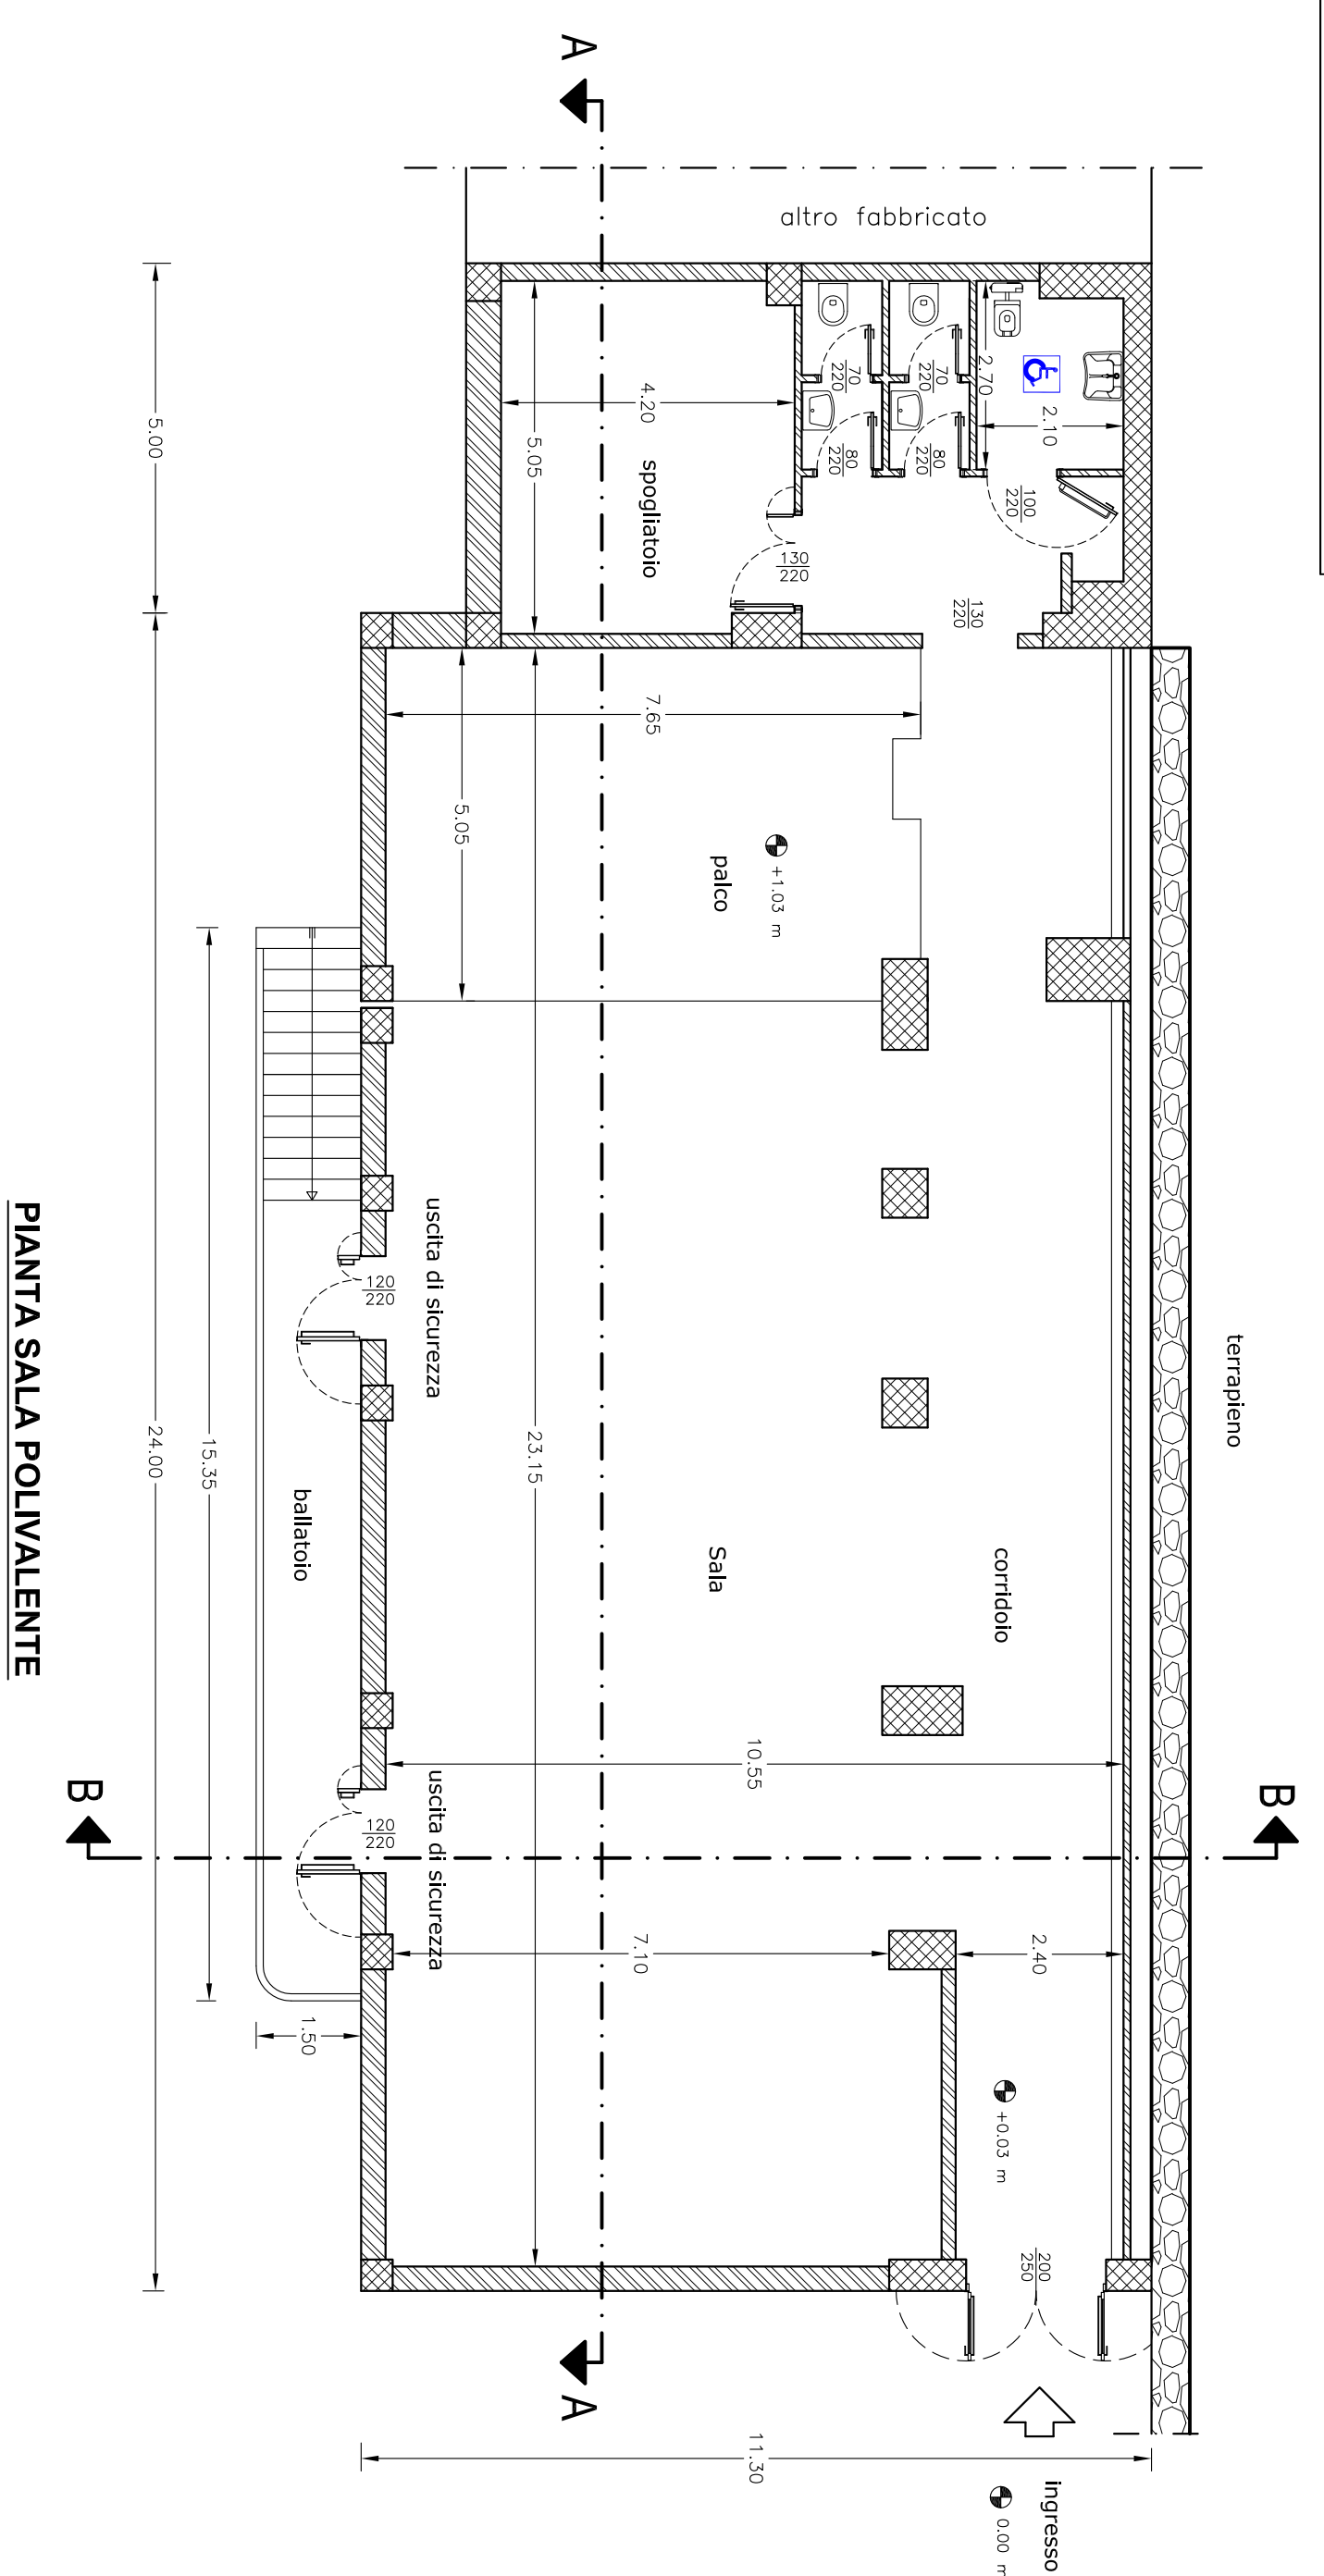 terrapieno
B
B
A
A
altro fabbricato
2.70
2.10
100
220
70
220
70
220
80
220
80
220
130
220
130
220
4.20
5.05
spogliatoio
5.00
7.65
5.05
palco
+1.03 m
corridoio
Sala
23.15
10.55
7.10
2.40
+0.03 m
200
250
ingresso
0.00 m
11.30
uscita di sicurezza
120
220
uscita di sicurezza
120
220
ballatoio
1.50
15.35
24.00
PIANTA SALA POLIVALENTE